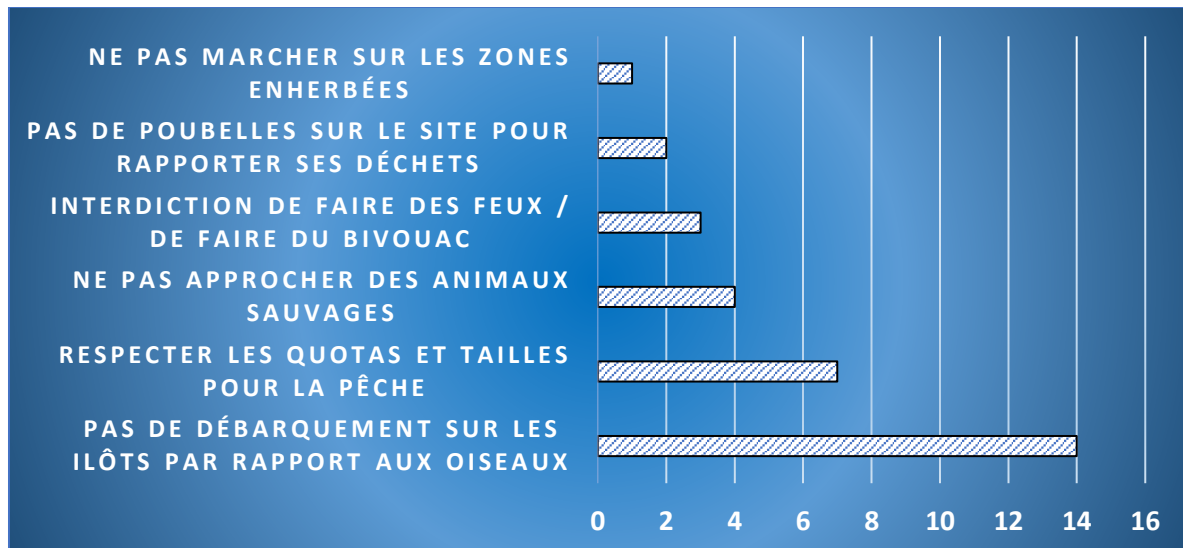 NE PAS MARCHER SUR LES ZONES
ENHERBÉES
PAS DE POUBELLES SUR LE SITE POUR
RAPPORTER SES DÉCHETS
INTERDICTION DE FAIRE DES FEUX /
DE FAIRE DU BIVOUAC
NE PAS APPROCHER DES ANIMAUX
SAUVAGES
RESPECTER LES QUOTAS ET TAILLES
POUR LA PÊCHE
PAS DE DÉBARQUEMENT SUR LES
ILÔTS PAR RAPPORT AUX OISEAUX
0 2 4 6 8 10 12 14 16